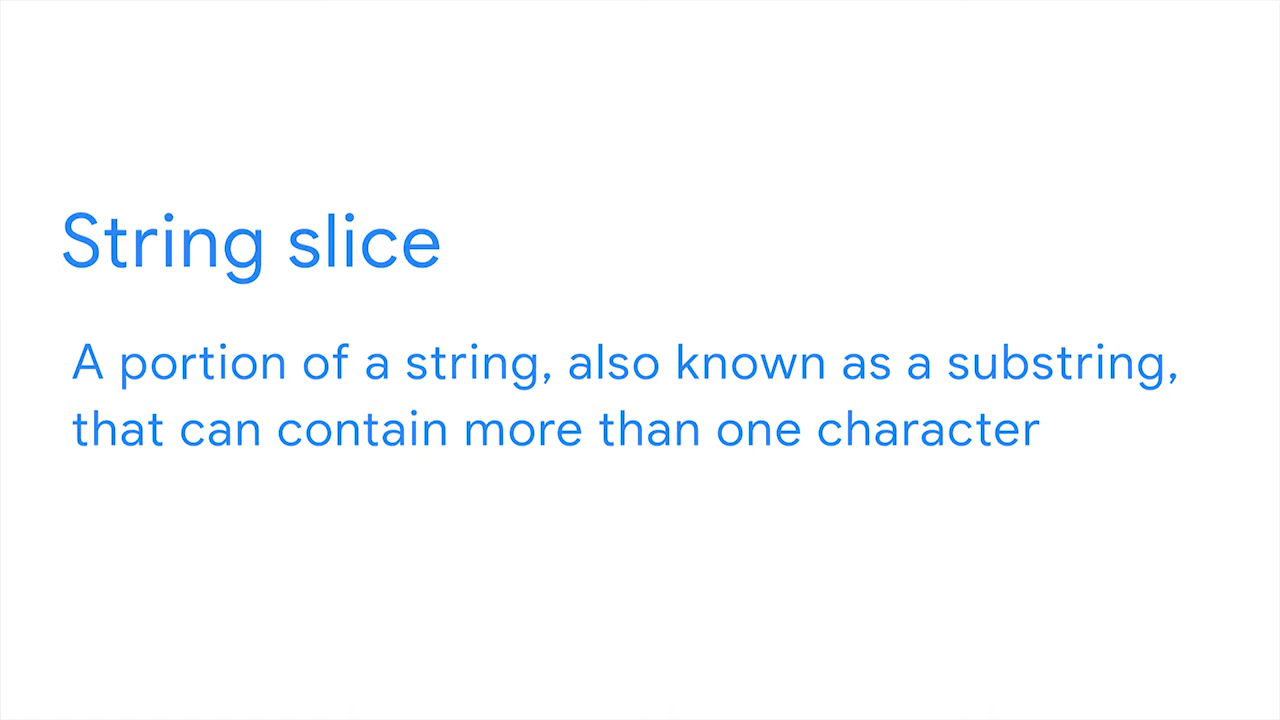 String slice
A portion of a string, also known as a substring,
that can contain more than one character